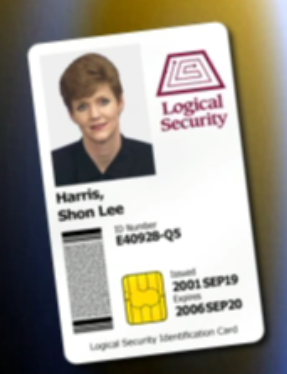 Logical
Security
Harris,
Shon Lee
ID Number
E40928-Q5
Issued
2001 SEP19
Expires
2006 SEP20
Logical Security Identification Card